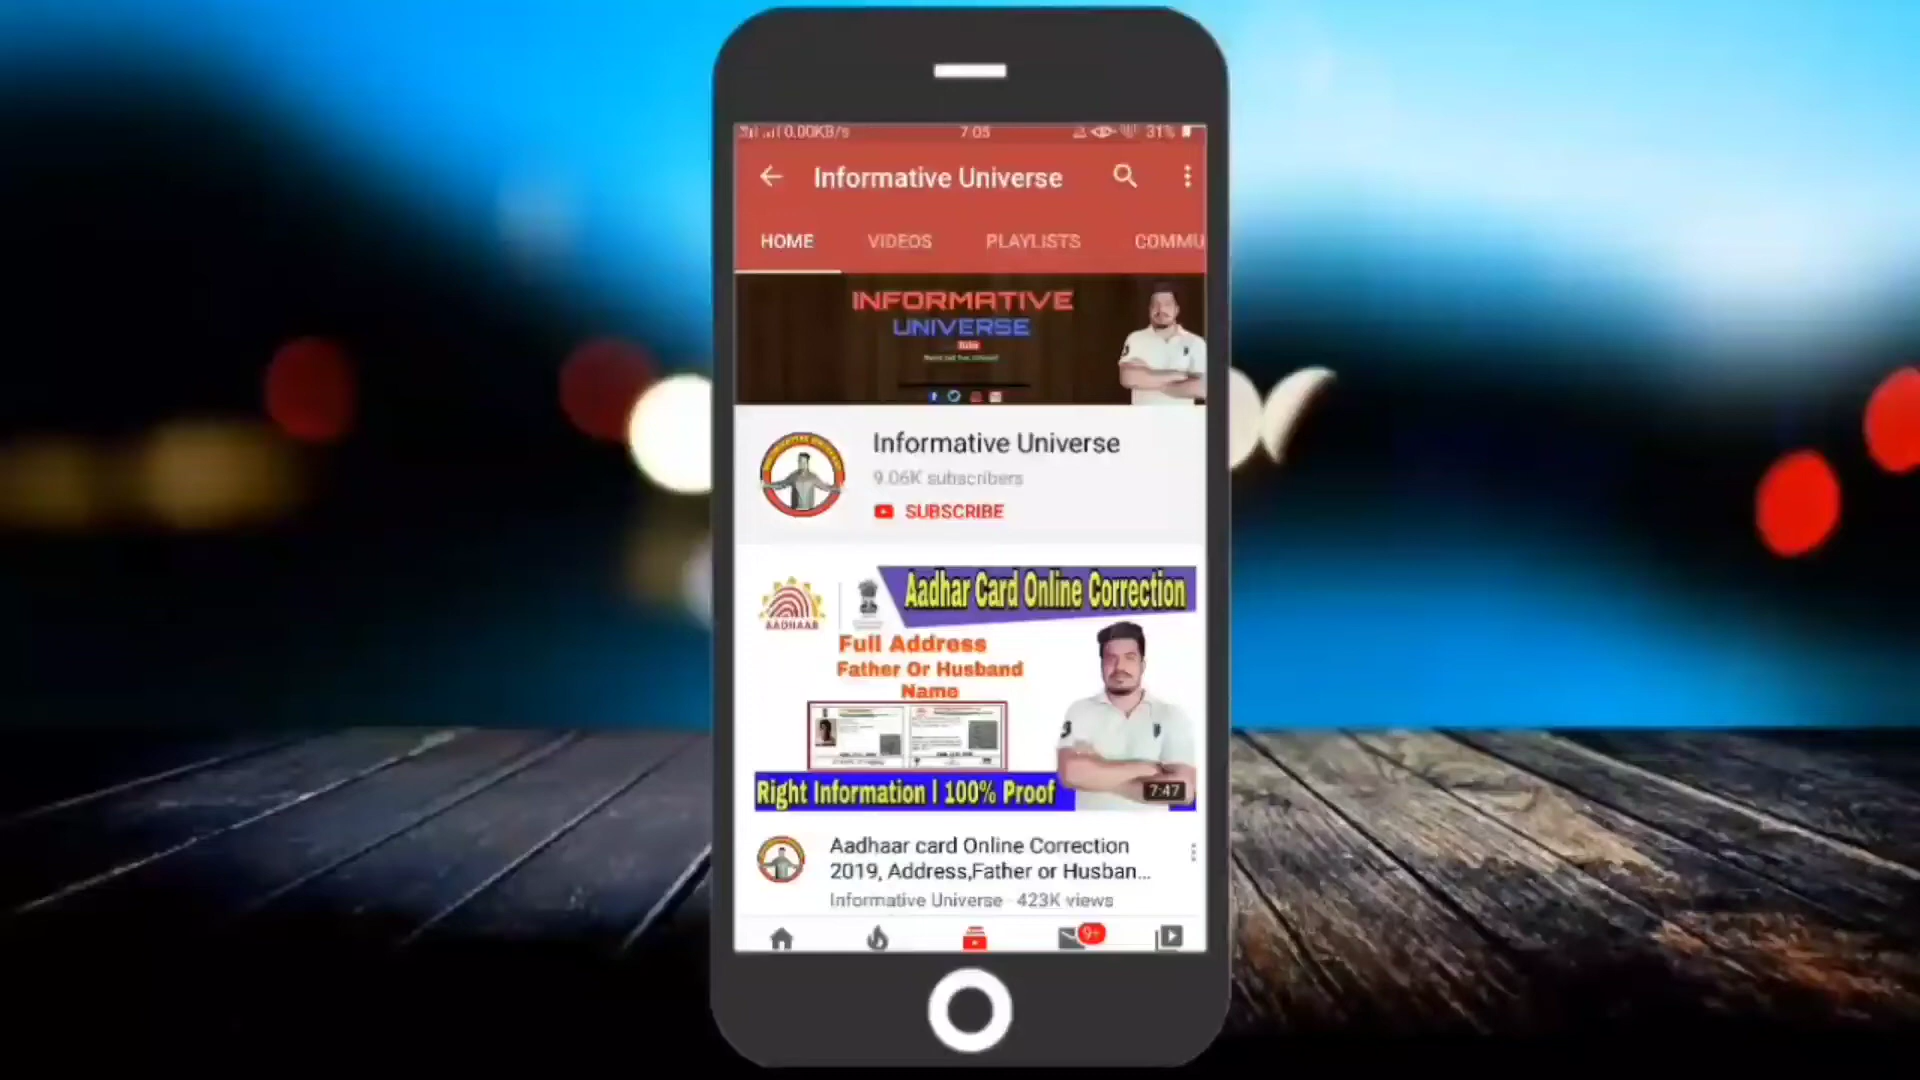 0.00KB/s 7:05 31%
Informative Universe
HOME VIDEOS PLAYLISTS COMMU
INFORMATIVE
UNIVERSE
Informative Universe
9.06K subscribers
SUBSCRIBE
Aadhar Card Online Correction
AADHAAR
Full Address
Father Or Husband
Name
Right Information | 100% Proof
7:47
Aadhaar card Online Correction
2019, Address,Father or Husban...
Informative Universe · 423K views
9+